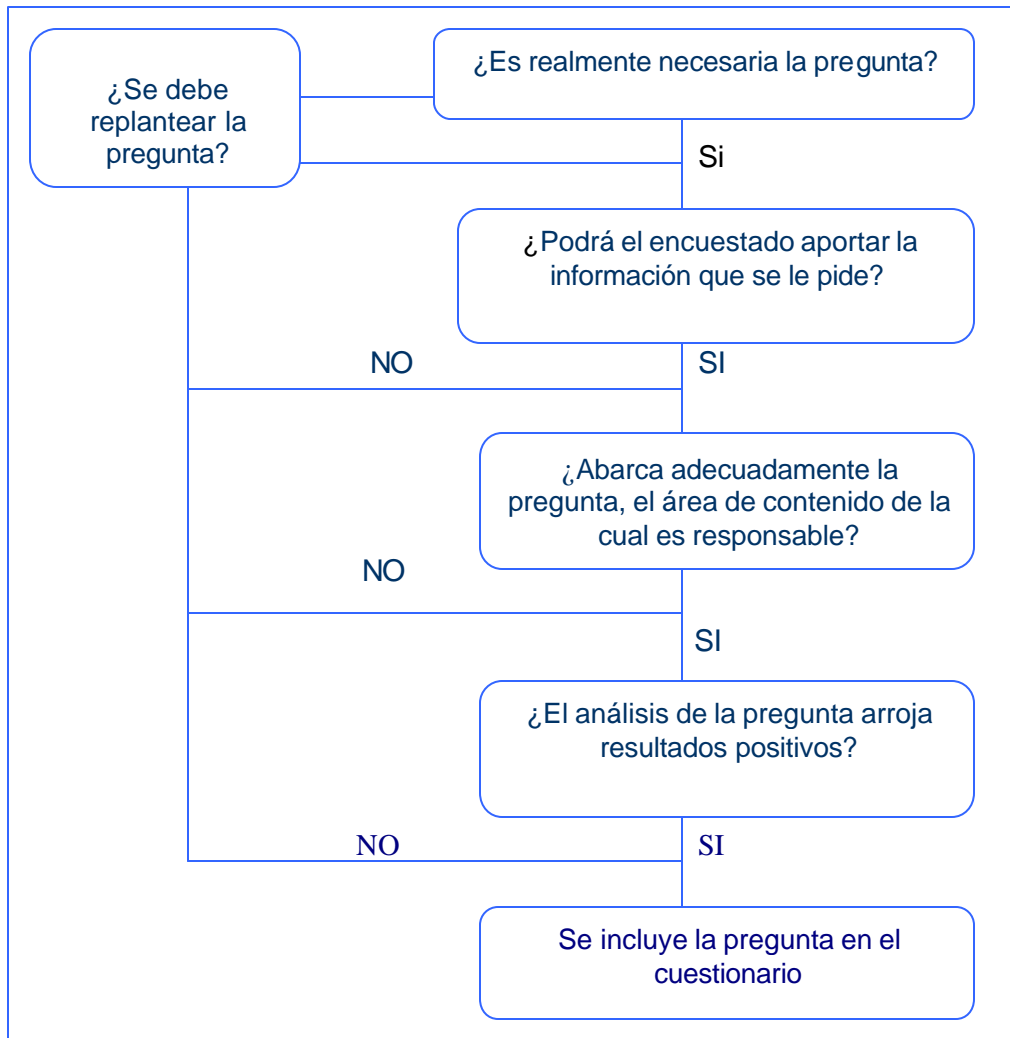 ¿Es realmente necesaria la pregunta?
¿Se debe
replantear la
pregunta?
Si
¿Podrá el encuestado aportar la
información que se le pide?
NO
SI
¿Abarca adecuadamente la
pregunta, el área de contenido de la
cual es responsable?
NO
SI
¿El análisis de la pregunta arroja
resultados positivos?
NO
SI
Se incluye la pregunta en el
cuestionario